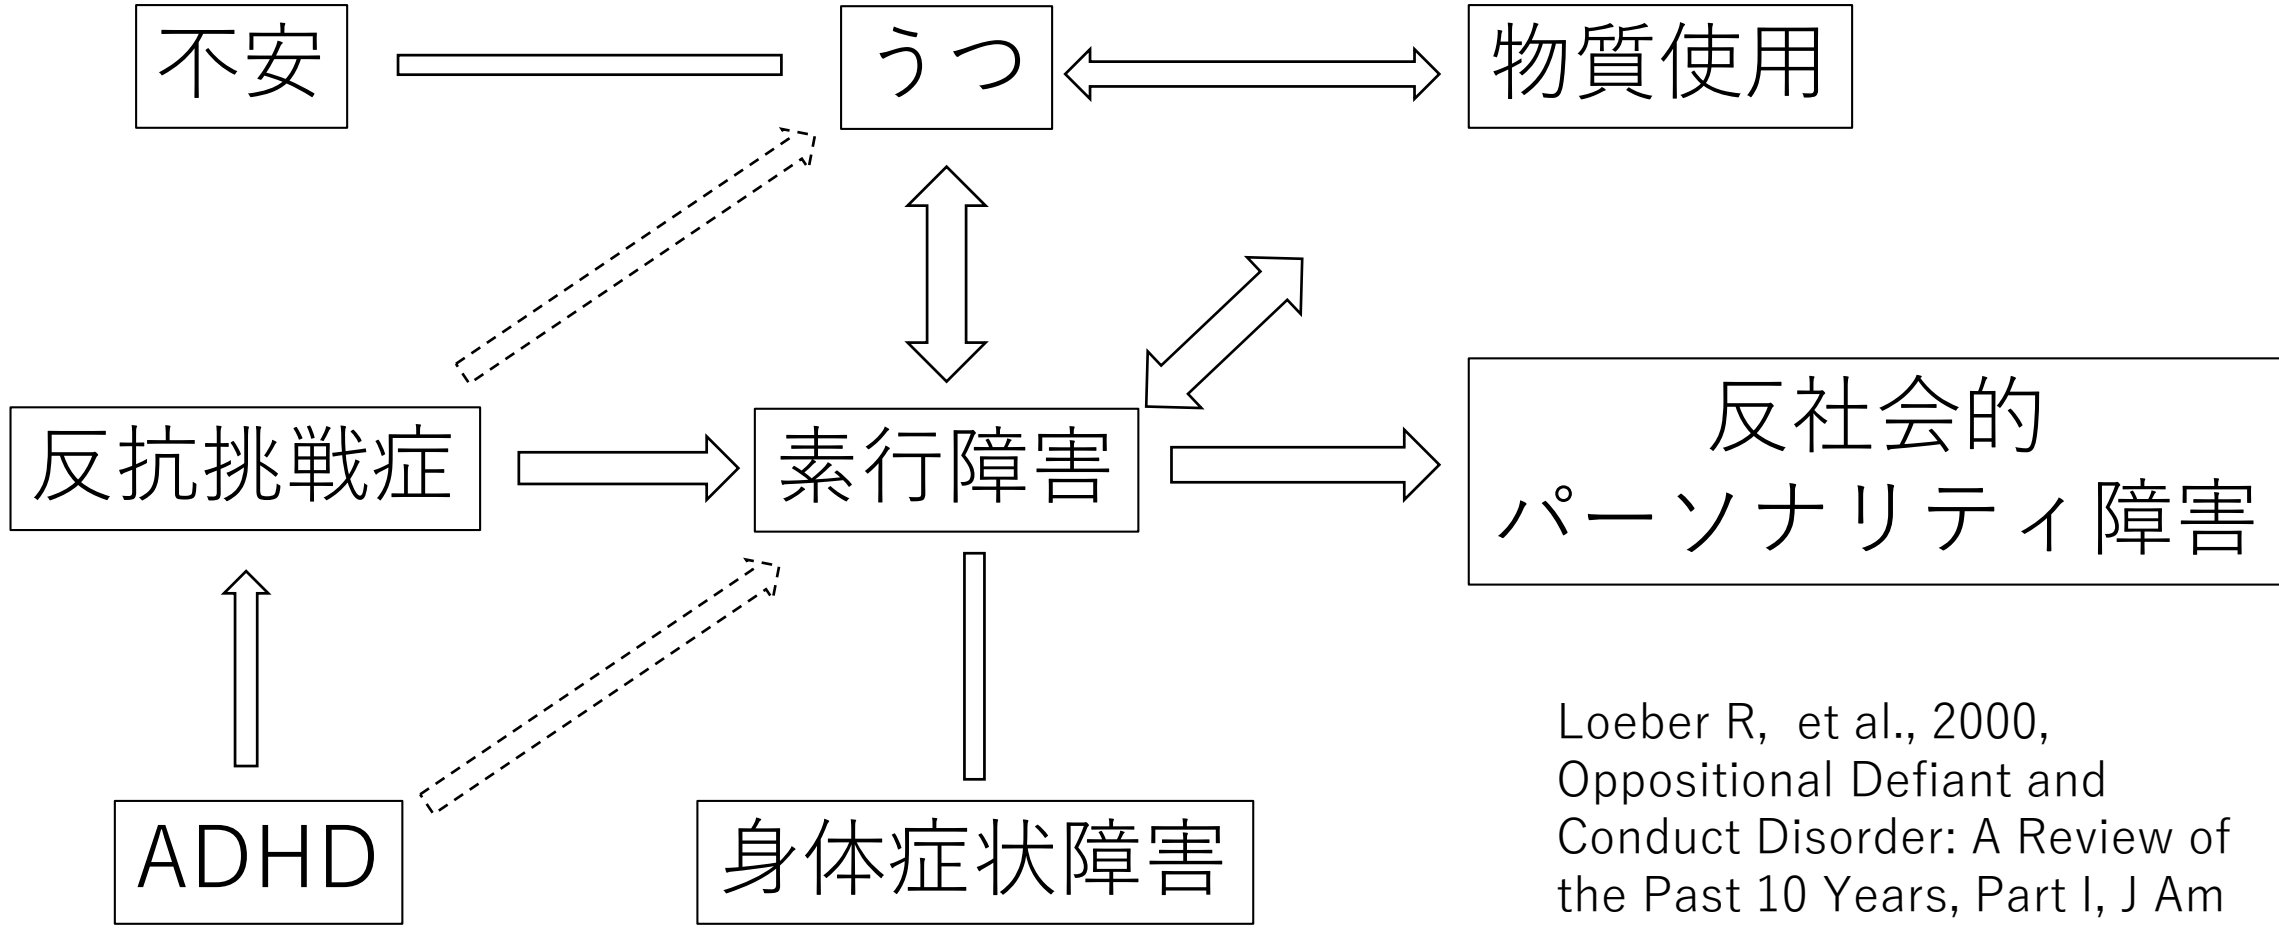 不安
うつ
物質使用
反抗挑戦症
素行障害
反社会的
パーソナリティ障害
ADHD
身体症状障害
Loeber R, et al., 2000,
Oppositional Defiant and
Conduct Disorder: A Review of
the Past 10 Years, Part I, J Am